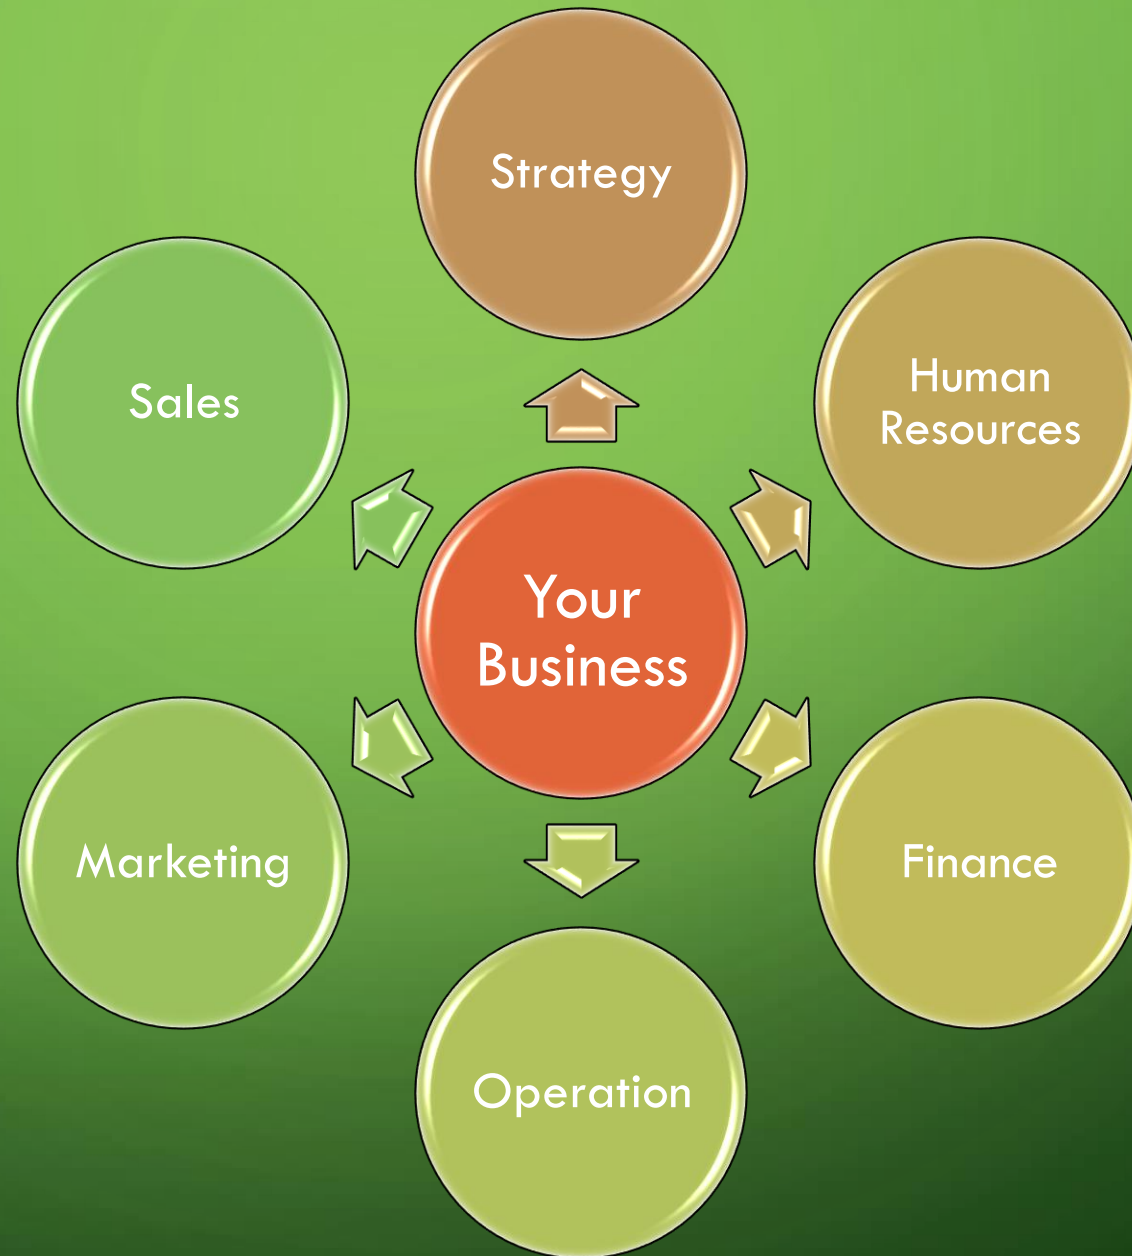 Strategy
Sales
Human
Resources
Your
Business
Marketing
Finance
Operation